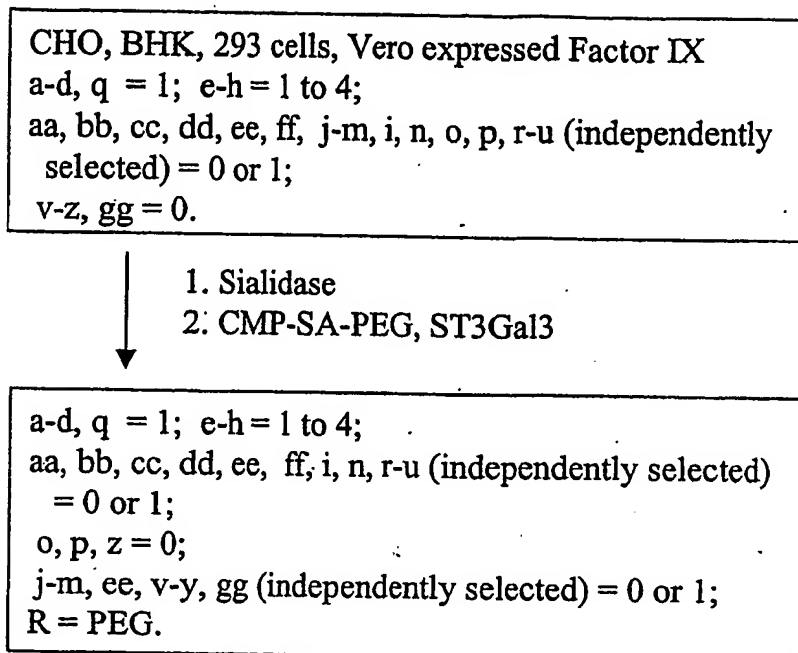 CHO, BHK, 293 cells, Vero expressed Factor IX
a-d, q = 1; e-h = 1 to 4;
aa, bb, cc, dd, ee, ff, j-m, i, n, o, p, r-u (independently
selected) = 0 or 1;
v-z, gg = 0.
1. Sialidase
2. CMP-SA-PEG, ST3Gal3
a-d, q = 1; e-h = 1 to 4;
aa, bb, cc, dd, ee, ff, i, n, r-u (independently selected)
= 0 or 1;
o, p, z = 0;
j-m, ee, v-y, gg (independently selected) = 0 or 1;
R = PEG.